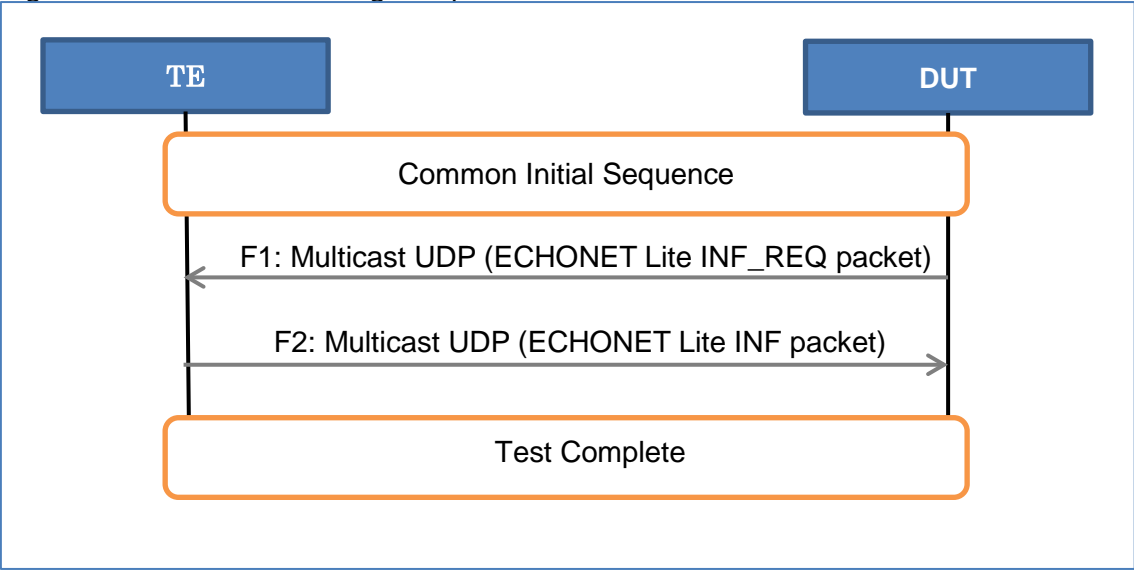 TE
DUT
Common Initial Sequence
F1: Multicast UDP (ECHONET Lite INF_REQ packet)
F2: Multicast UDP (ECHONET Lite INF packet)
Test Complete